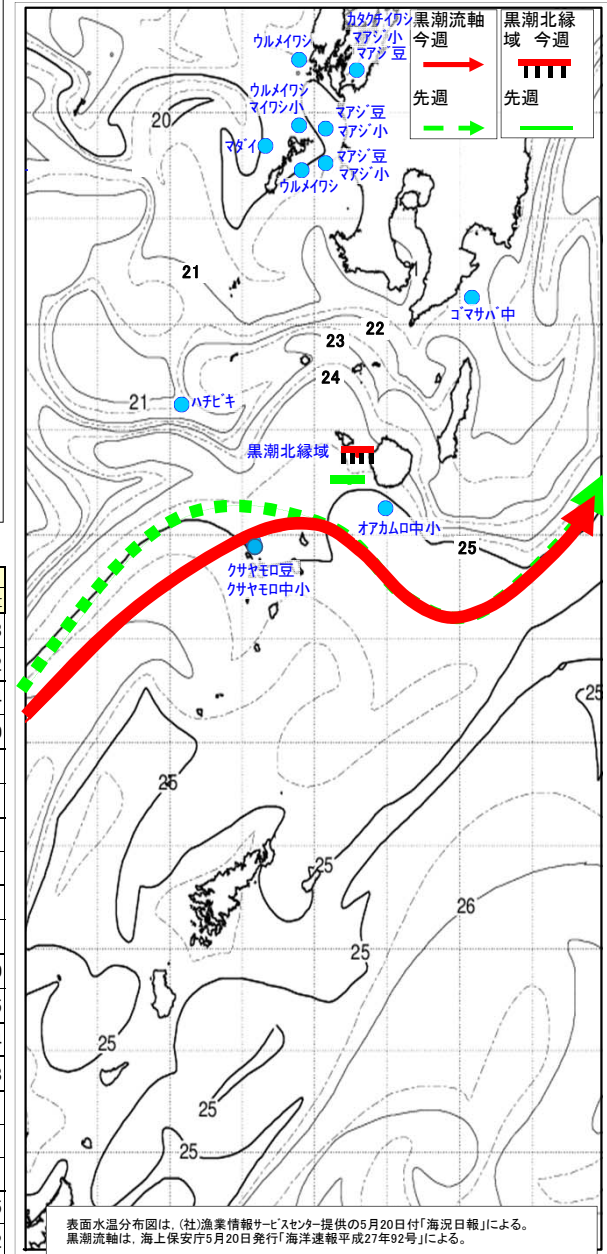 カタクチイワシ
マアジ小
マアジ豆
ウルメイワシ
黒潮流軸
今週
先週
黒潮北縁
域 今週
先週
ウルメイワシ
マイワシ小
マアジ豆
マアジ小
マダイ
マアジ豆
マアジ小
ウルメイワシ
20
21
22
ゴマサバ中
23
24
21
ハチビキ
黒潮北縁域
オアカムロ中小
25
クサヤモロ豆
クサヤモロ中小
25
25
25
26
25
25
25
25
表面水温分布図は、(社)漁業情報サービスセンター提供の5月20日付「海況日報」による。
黒潮流軸は、海上保安庁5月20日発行「海洋速報平成27年92号」による。